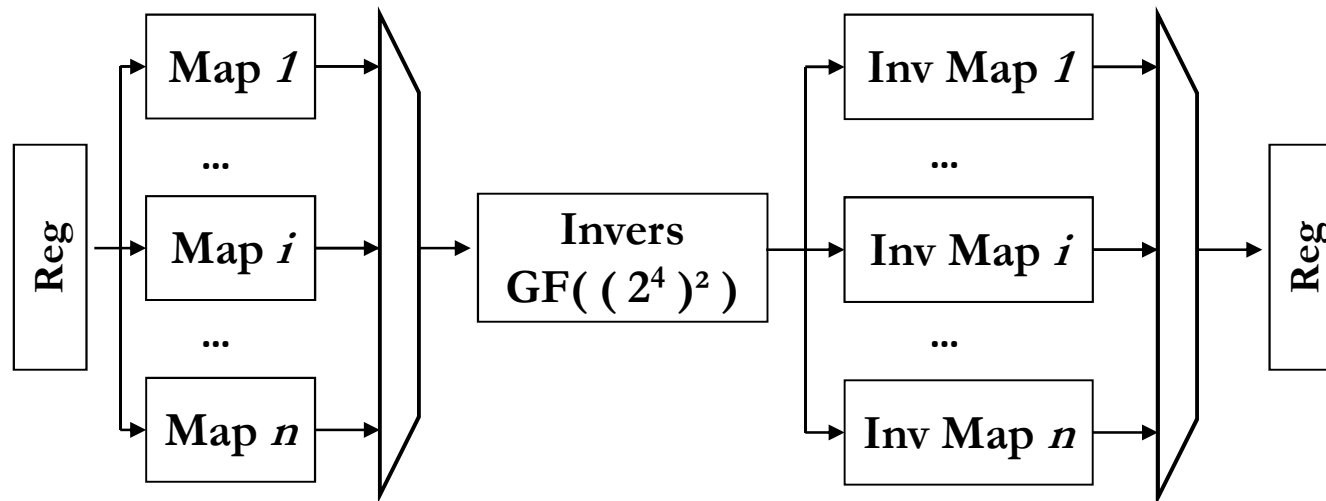 Reg
Map 1
...
Map i
...
Map n
Invers
GF( ( 2⁴ )² )
Inv Map 1
...
Inv Map i
...
Inv Map n
Reg